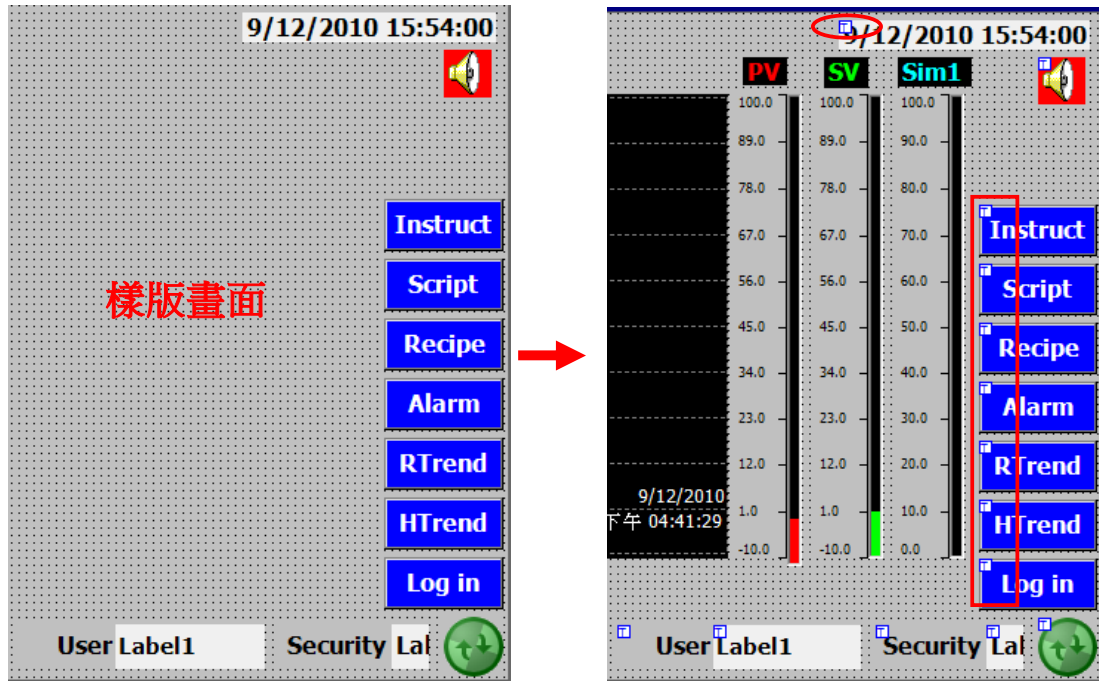 9/12/2010 15:54:00
Instruct
Script
樣版畫面
Recipe
Alarm
RTrend
HTrend
Log in
User Label1 Security Lal
9/12/2010 15:54:00
PV SV Sim1
100.0 100.0 100.0
89.0 89.0 90.0
78.0 78.0 80.0
67.0 67.0 70.0 Instruct
56.0 56.0 60.0 Script
45.0 45.0 50.0 Recipe
34.0 34.0 40.0 Alarm
23.0 23.0 30.0
12.0 12.0 20.0 RTrend
9/12/2010
1.0 1.0 10.0 HTrend
下午 04:41:29
-10.0 -10.0 0.0
Log in
User Label1 Security Lal